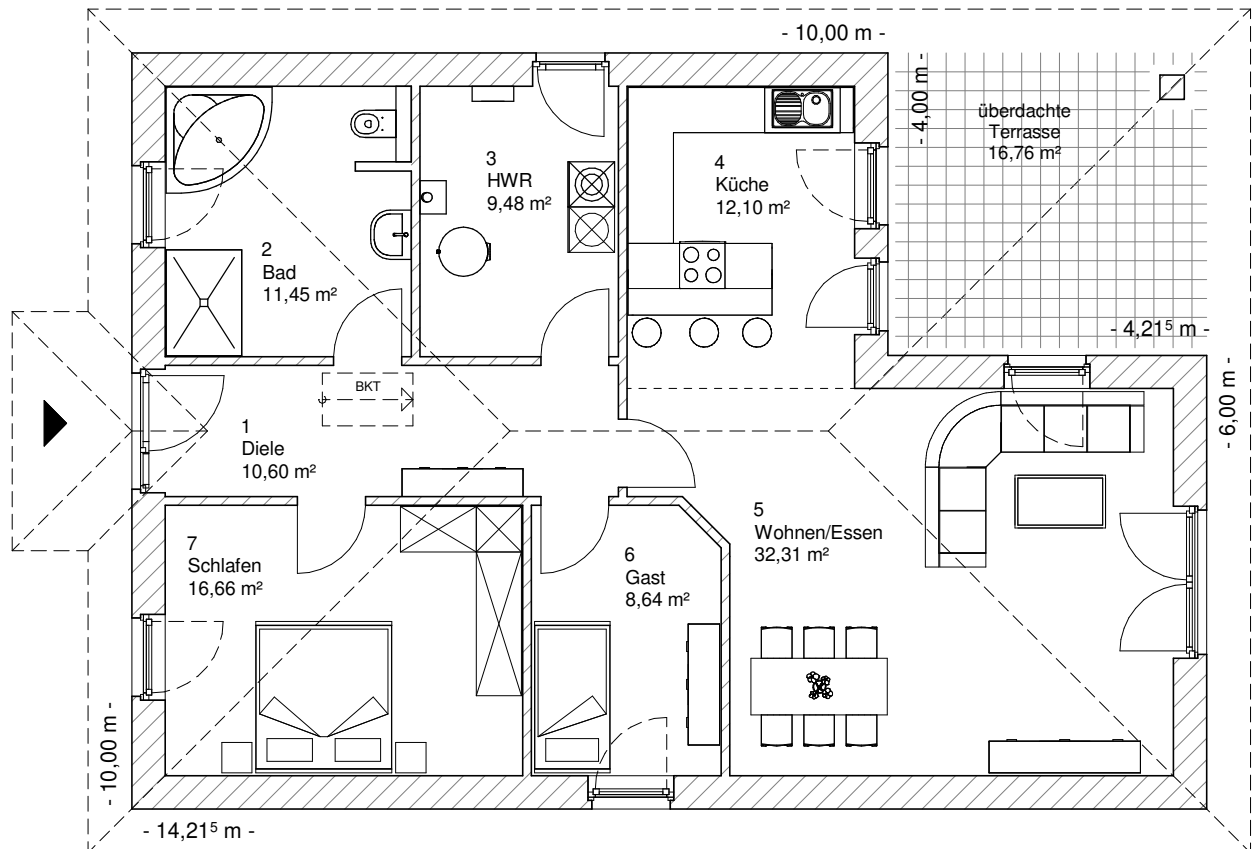 - 10,00 m -
- 4,00 m -
überdachte
Terrasse
16,76 m²
3
HWR
9,48 m²
4
Küche
12,10 m²
2
Bad
11,45 m²
- 4,21⁵ m -
- 6,00 m -
BKT
1
Diele
10,60 m²
5
Wohnen/Essen
32,31 m²
7
Schlafen
16,66 m²
6
Gast
8,64 m²
- 10,00 m -
- 14,21⁵ m -